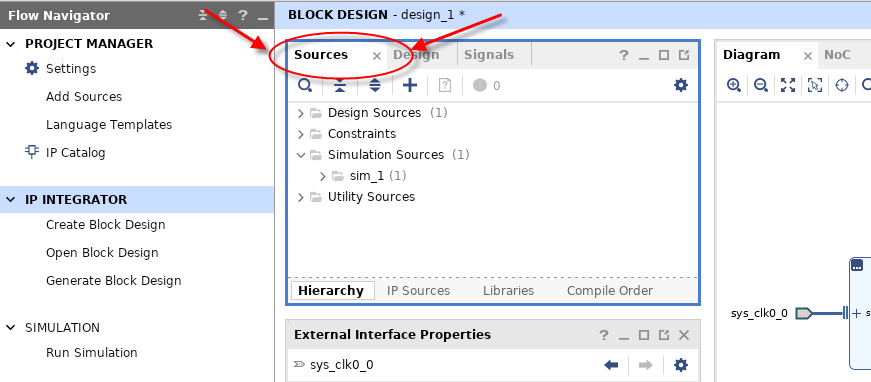 Flow Navigator ?
PROJECT MANAGER
Settings
Add Sources
Language Templates
IP Catalog
IP INTEGRATOR
Create Block Design
Open Block Design
Generate Block Design
SIMULATION
Run Simulation
BLOCK DESIGN - design_1 *
Sources Design Signals ?
? 0
Design Sources (1)
Constraints
Simulation Sources (1)
sim_1 (1)
Utility Sources
Hierarchy IP Sources Libraries Compile Order
External Interface Properties ?
sys_clk0_0
Diagram NoC
sys_clk0_0
+ s